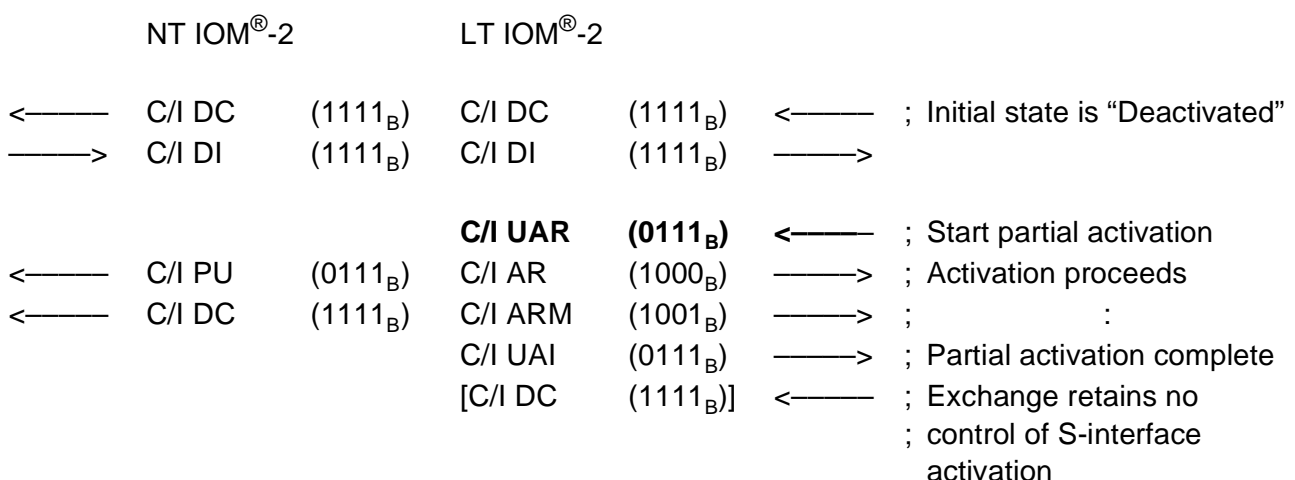 NT IOM®-2 LT IOM®-2
<––––– C/I DC (1111B) C/I DC (1111B) <––––– ; Initial state is “Deactivated”
–––––> C/I DI (1111B) C/I DI (1111B) –––––>
C/I UAR (0111B) <––––– ; Start partial activation
<––––– C/I PU (0111B) C/I AR (1000B) –––––> ; Activation proceeds
<––––– C/I DC (1111B) C/I ARM (1001B) –––––> ; :
C/I UAI (0111B) –––––> ; Partial activation complete
[C/I DC (1111B)] <––––– ; Exchange retains no
; control of S-interface
activation